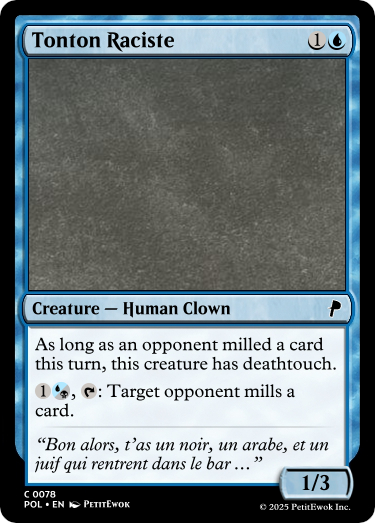 Tonton Raciste 1
Creature — Human Clown
As long as an opponent milled a card
this turn, this creature has deathtouch.
1, : Target opponent mills a
card.
“Bon alors, t'as un noir, un arabe, et un
juif qui rentrent dans le bar …”
1/3
C 0078
POL • EN PETITEWOK
© 2025 PetitEwok Inc.